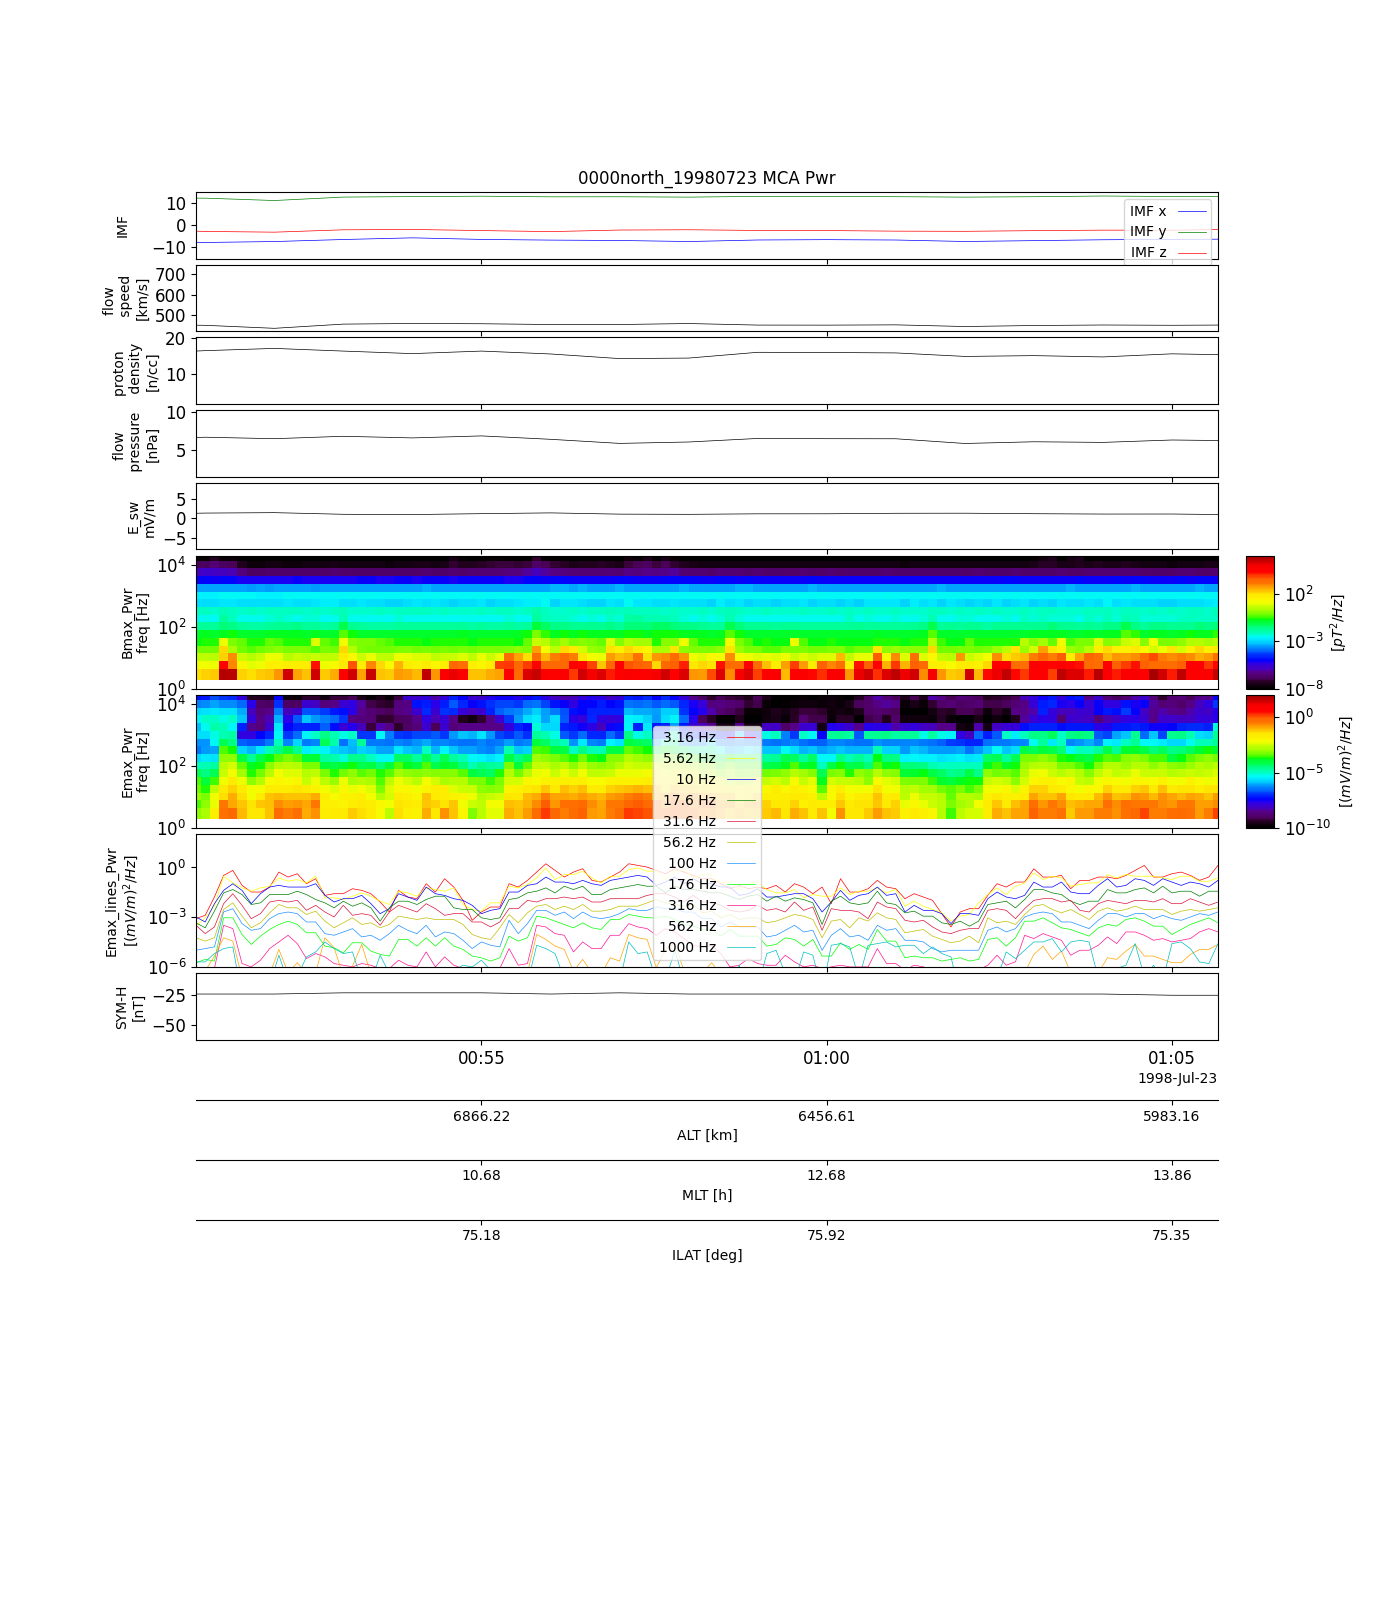 0000north_19980723 MCA Pwr
10
0
−10
IMF
IMF x
IMF y
IMF z
700
600
500
flow
speed
[km/s]
20
10
proton
density
[n/cc]
10
5
flow
pressure
[nPa]
5
0
−5
E_sw
mV/m
10^4
10^2
10^0
Bmax_Pwr
freq [Hz]
10^2
10^−3
10^−8
[pT^2/Hz]
10^4
10^2
10^0
Emax_Pwr
freq [Hz]
10^0
10^−5
10^−10
[(mV/m)^2/Hz]
3.16 Hz
5.62 Hz
10 Hz
17.6 Hz
31.6 Hz
56.2 Hz
100 Hz
176 Hz
316 Hz
562 Hz
1000 Hz
10^0
10^−3
10^−6
Emax_lines_Pwr
[(mV/m)^2/Hz]
−25
−50
SYM-H
[nT]
00:55 01:00 01:05
1998-Jul-23
6866.22 6456.61 5983.16
ALT [km]
10.68 12.68 13.86
MLT [h]
75.18 75.92 75.35
ILAT [deg]